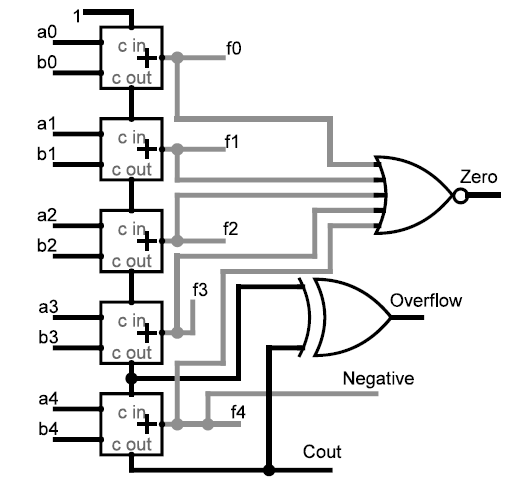 1
a0
b0
c in
+
c out
f0
a1
b1
c in
+
c out
f1
Zero
a2
b2
c in
+
c out
f2
a3
b3
c in
+
c out
f3
Overflow
a4
b4
c in
+
c out
f4
Negative
Cout